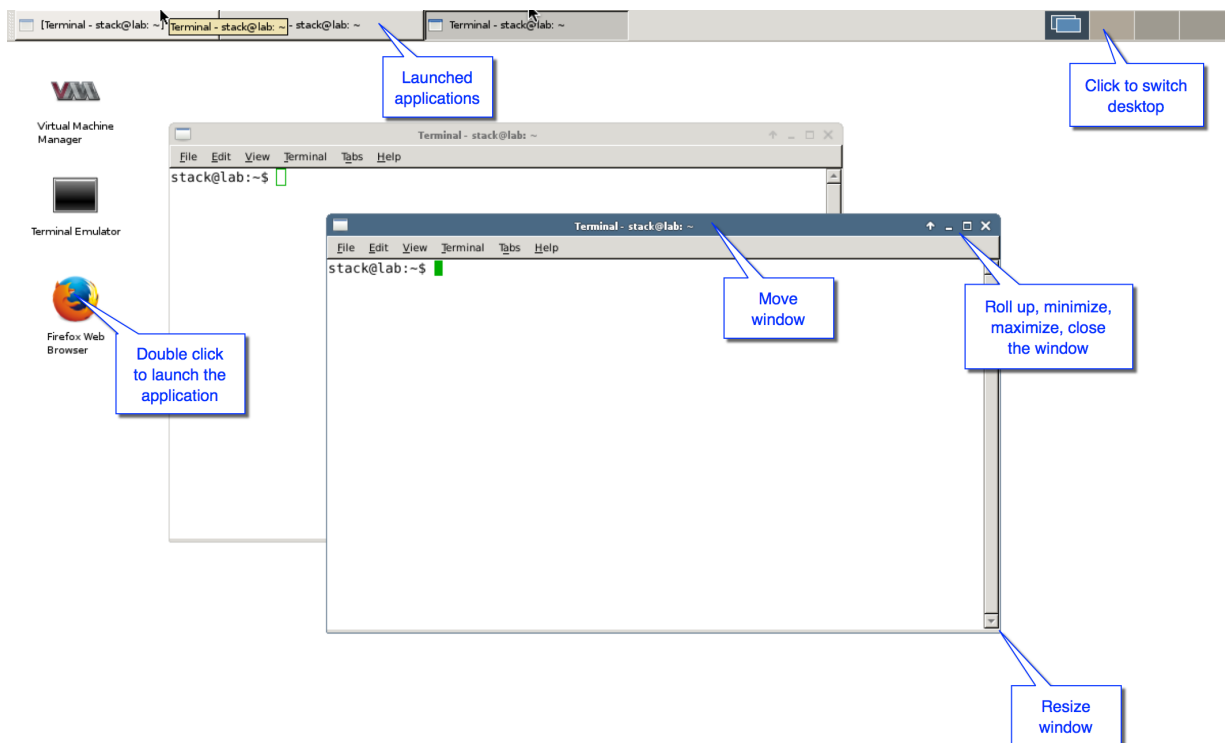 [Terminal - stack@lab: ~]
Terminal - stack@lab: ~
- stack@lab: ~
Terminal - stack@lab: ~
Launched
applications
Click to switch
desktop
VMM
Virtual Machine
Manager
Terminal Emulator
Firefox Web
Browser
Double click
to launch the
application
Terminal - stack@lab: ~
File Edit View Terminal Tabs Help
stack@lab:~$
Terminal - stack@lab: ~
File Edit View Terminal Tabs Help
stack@lab:~$
Move
window
Roll up, minimize,
maximize, close
the window
Resize
window